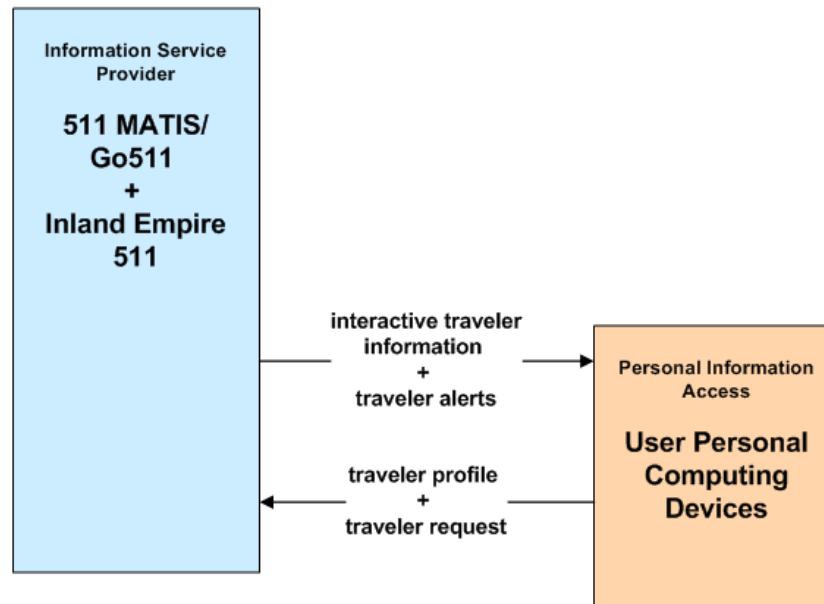 Information Service
Provider
511 MATIS/
Go511
+
Inland Empire
511
interactive traveler
information
+
traveler alerts
Personal Information
Access
User Personal
Computing
Devices
traveler profile
+
traveler request